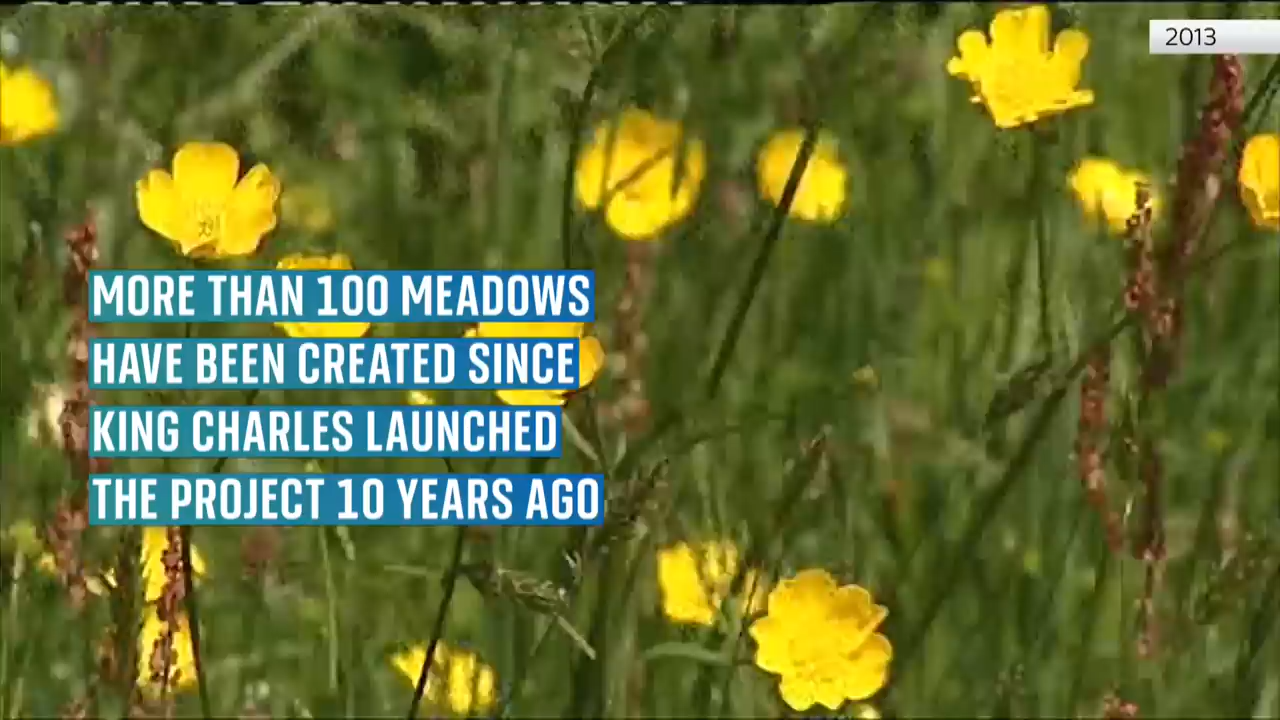 2013
MORE THAN 100 MEADOWS
HAVE BEEN CREATED SINCE
KING CHARLES LAUNCHED
THE PROJECT 10 YEARS AGO